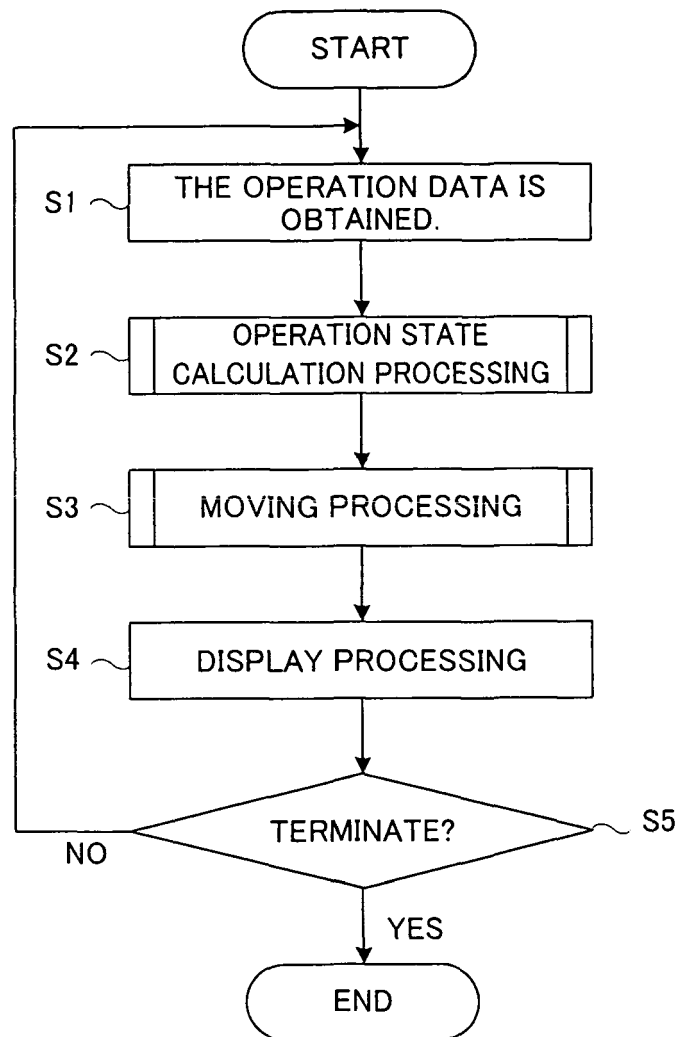 START
S1
THE OPERATION DATA IS
OBTAINED.
S2
OPERATION STATE
CALCULATION PROCESSING
S3
MOVING PROCESSING
S4
DISPLAY PROCESSING
TERMINATE?
S5
NO
YES
END